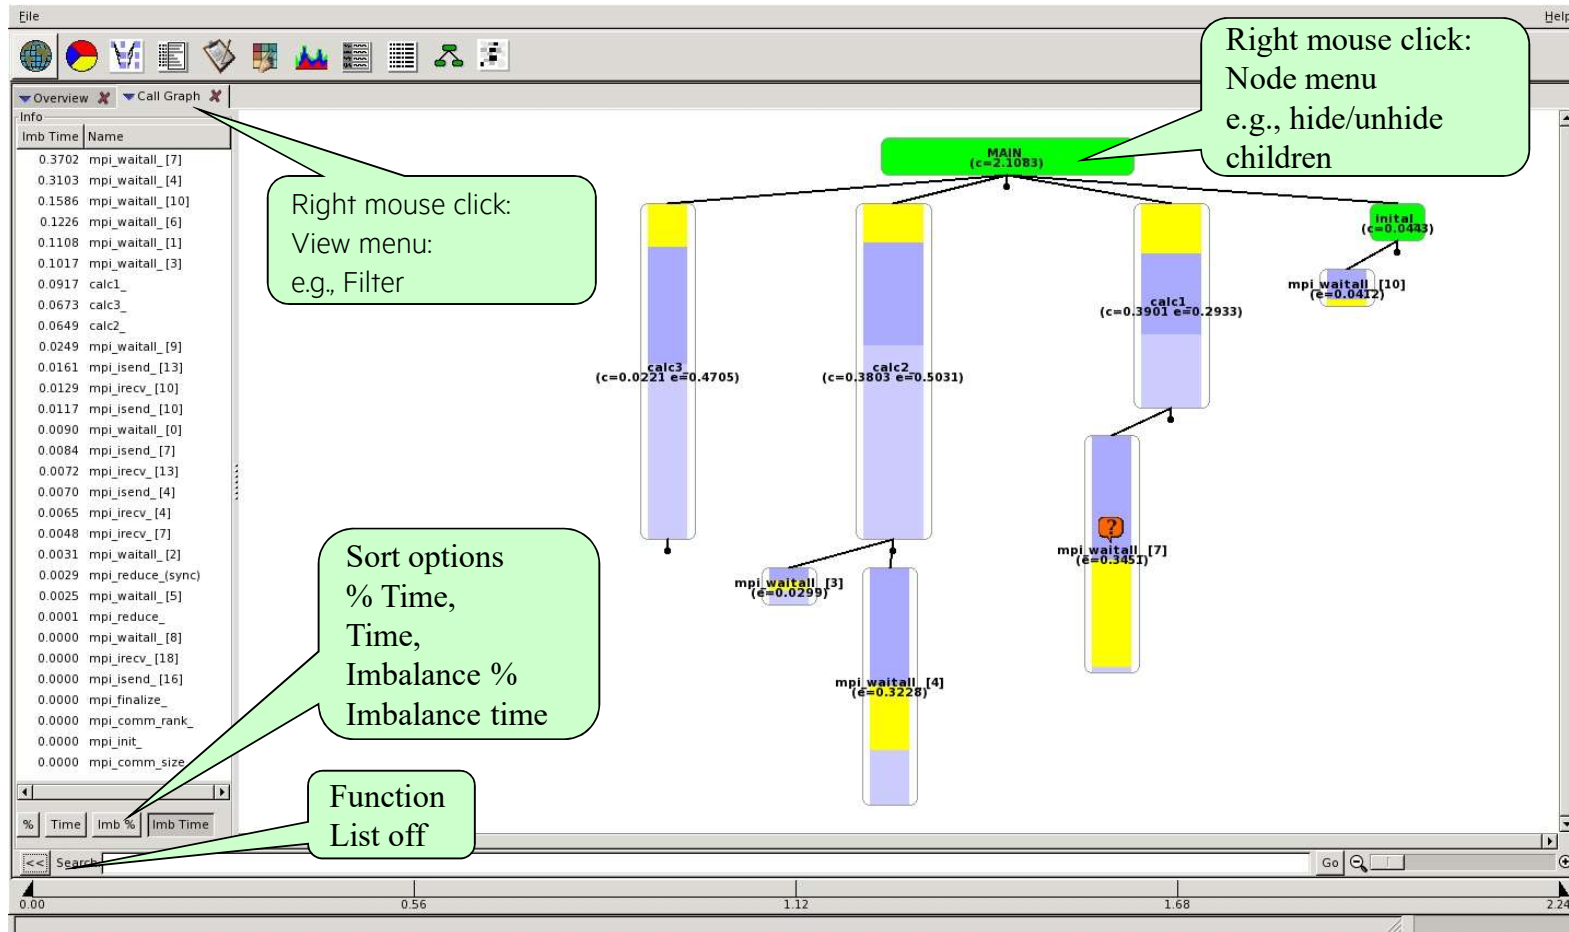 File
Help
Overview
Call Graph
Info
Imb Time Name
0.3702 mpi_waitall_ [7]
0.3103 mpi_waitall_ [4]
0.1586 mpi_waitall_ [10]
0.1226 mpi_waitall_ [6]
0.1108 mpi_waitall_ [1]
0.1017 mpi_waitall_ [3]
0.0917 calc1_
0.0673 calc3_
0.0649 calc2_
0.0249 mpi_waitall_ [9]
0.0161 mpi_isend_ [13]
0.0129 mpi_irecv_ [10]
0.0117 mpi_isend_ [10]
0.0090 mpi_waitall_ [0]
0.0084 mpi_isend_ [7]
0.0072 mpi_irecv_ [13]
0.0070 mpi_isend_ [4]
0.0065 mpi_irecv_ [4]
0.0048 mpi_irecv_ [7]
0.0031 mpi_waitall_ [2]
0.0029 mpi_reduce_(sync)
0.0025 mpi_waitall_ [5]
0.0001 mpi_reduce_
0.0000 mpi_waitall_ [8]
0.0000 mpi_irecv_ [18]
0.0000 mpi_isend_ [16]
0.0000 mpi_finalize_
0.0000 mpi_comm_rank_
0.0000 mpi_init_
0.0000 mpi_comm_size_
% Time Imb % Imb Time
<< Search:
Go
0.00 0.56 1.12 1.68 2.24
Right mouse click:
View menu:
e.g., Filter
Right mouse click:
Node menu
e.g., hide/unhide
children
Sort options
% Time,
Time,
Imbalance %
Imbalance time
Function
List off
MAIN_
(c=2.1083)
calc3_
(c=0.0221 e=0.4705)
calc2_
(c=0.3803 e=0.5031)
calc1_
(c=0.3901 e=0.2933)
inital_
(c=0.0443)
mpi_waitall_ [10]
(e=0.0412)
mpi_waitall_ [3]
(e=0.0299)
mpi_waitall_ [4]
(e=0.3228)
?
mpi_waitall_ [7]
(e=0.3451)